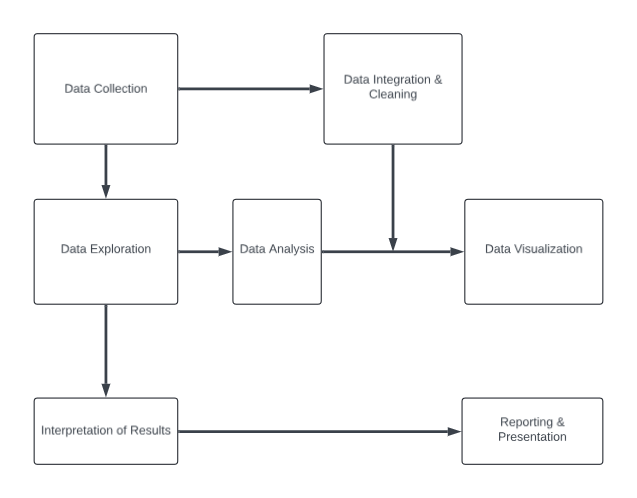 Data Collection
Data Integration &
Cleaning
Data Exploration
Data Analysis
Data Visualization
Interpretation of Results
Reporting &
Presentation